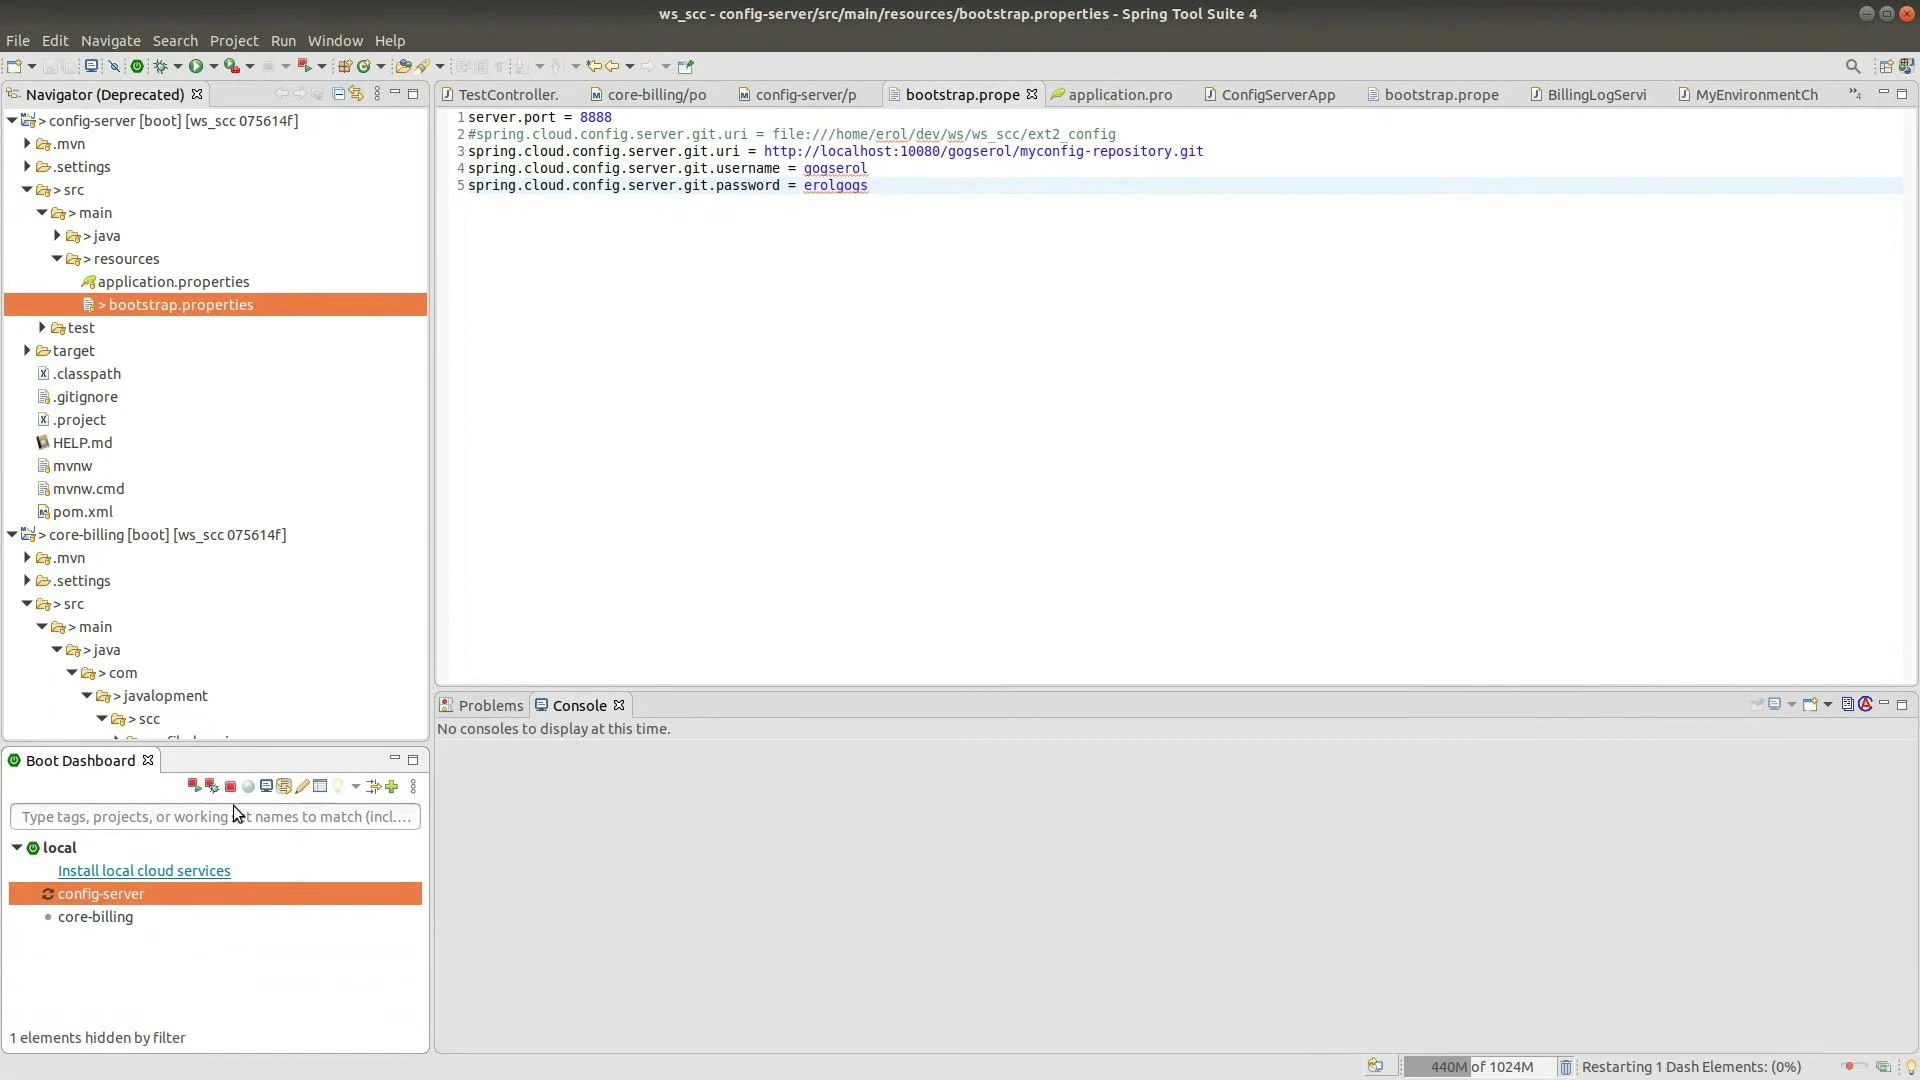 ws_scc - config-server/src/main/resources/bootstrap.properties - Spring Tool Suite 4
File Edit Navigate Search Project Run Window Help
Navigator (Deprecated)
> config-server [boot] [ws_scc 075614f]
.mvn
.settings
> src
> main
> java
> resources
application.properties
> bootstrap.properties
test
target
.classpath
.gitignore
.project
HELP.md
mvnw
mvnw.cmd
pom.xml
> core-billing [boot] [ws_scc 075614f]
.mvn
.settings
> src
> main
> java
> com
> javalopment
> scc
TestController. core-billing/po config-server/p bootstrap.prope application.pro ConfigServerApp bootstrap.prope BillingLogServi MyEnvironmentCh »4
1 server.port = 8888
2 #spring.cloud.config.server.git.uri = file:///home/erol/dev/ws/ws_scc/ext2_config
3 spring.cloud.config.server.git.uri = http://localhost:10080/gogserol/myconfig-repository.git
4 spring.cloud.config.server.git.username = gogserol
5 spring.cloud.config.server.git.password = erolgogs
Problems Console
No consoles to display at this time.
Boot Dashboard
Type tags, projects, or working t names to match (incl....
local
Install local cloud services
config-server
core-billing
1 elements hidden by filter
440M of 1024M Restarting 1 Dash Elements: (0%)